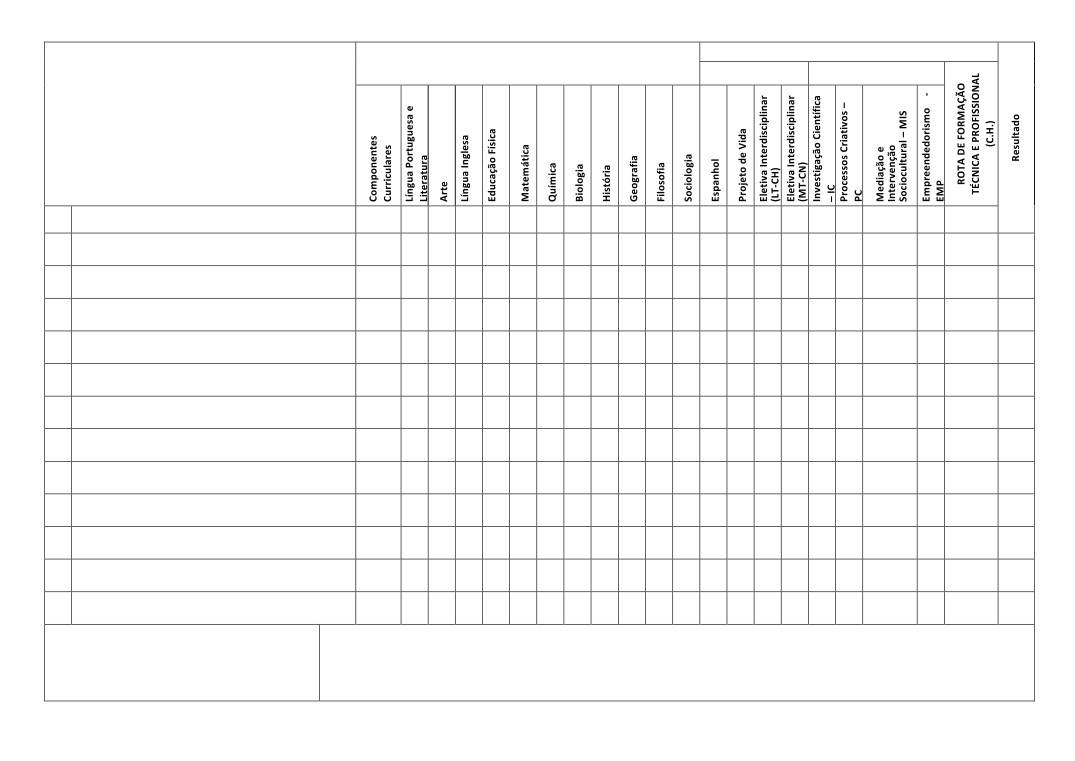 Componentes
Curriculares
Língua Portuguesa e
Literatura
Arte
Língua Inglesa
Educação Física
Matemática
Química
Biologia
História
Geografia
Filosofia
Sociologia
Espanhol
Projeto de Vida
Eletiva Interdisciplinar
(LT-CH)
Eletiva Interdisciplinar
(MT-CN)
Investigação Científica
– IC
Processos Criativos –
PC
Mediação e
Intervenção
Sociocultural – MIS
Empreendedorismo -
EMP
ROTA DE FORMAÇÃO
TÉCNICA E PROFISSIONAL
(C.H.)
Resultado